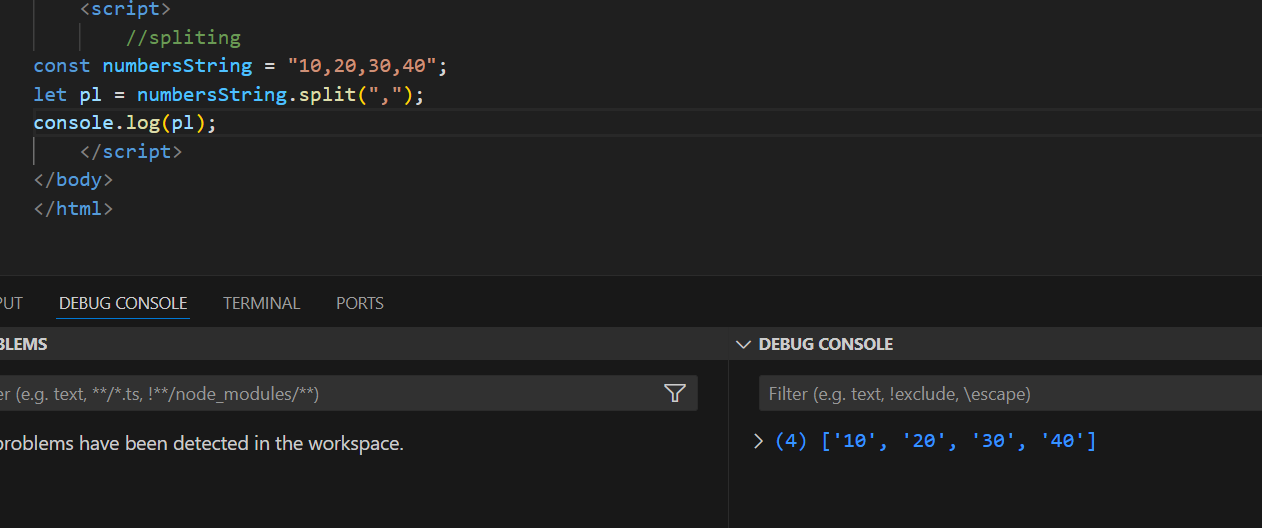 <script>
//spliting
const numbersString = "10,20,30,40";
let pl = numbersString.split(",");
console.log(pl);
</script>
</body>
</html>
PUT DEBUG CONSOLE TERMINAL PORTS
BLEMS
DEBUG CONSOLE
er (e.g. text, **/*.ts, !**/node_modules/**)
Filter (e.g. text, !exclude, \escape)
problems have been detected in the workspace.
(4) ['10', '20', '30', '40']